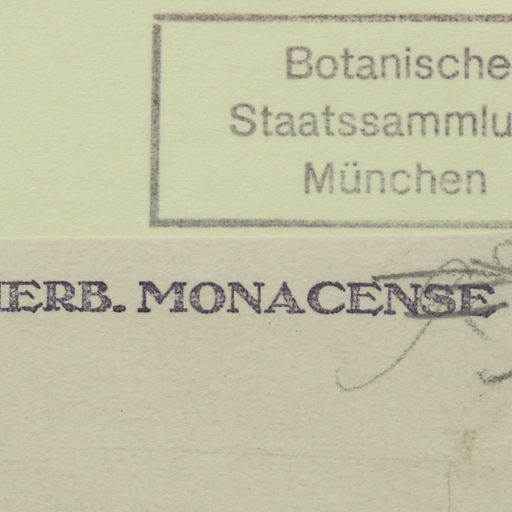 Botanische
Staatssammlu
München
HERB. MONACENSE